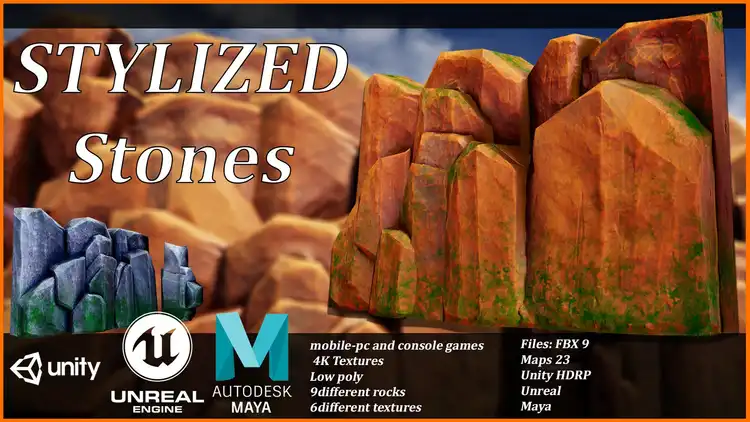 STYLIZED
Stones
unity
UNREAL
ENGINE
AUTODESK
MAYA
mobile-pc and console games
4K Textures
Low poly
9different rocks
6different textures
Files: FBX 9
Maps 23
Unity HDRP
Unreal
Maya